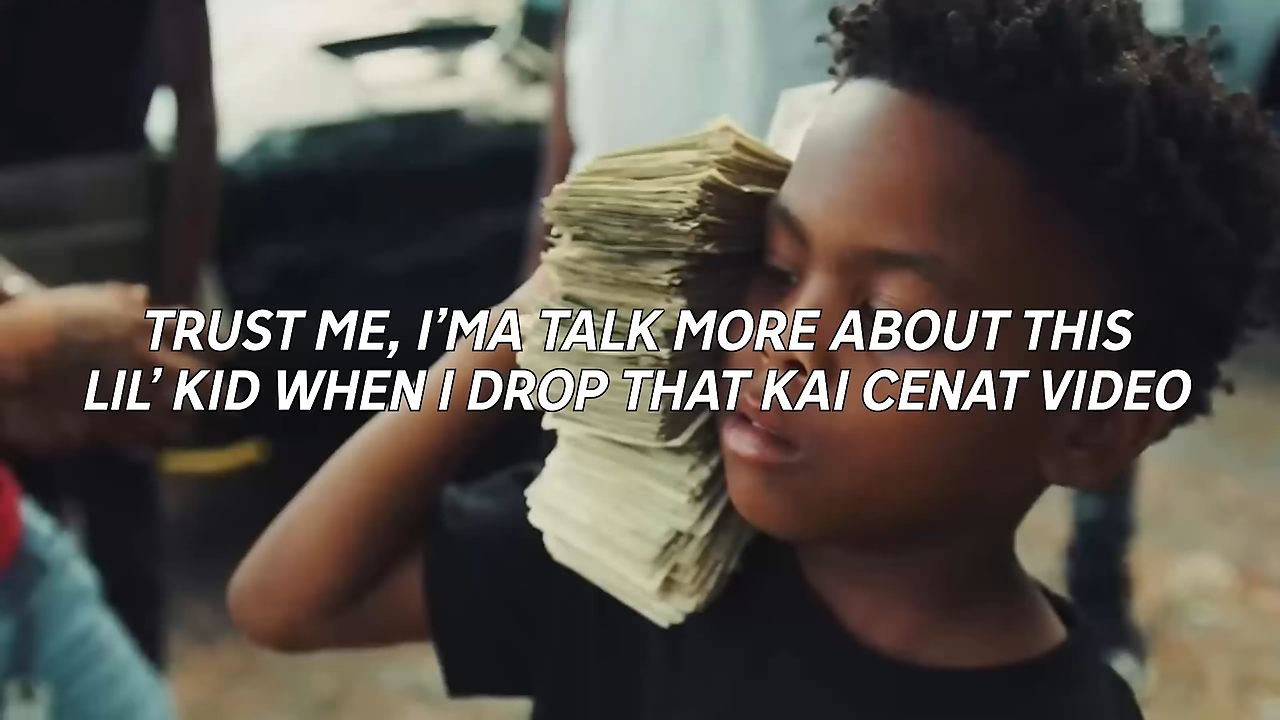 TRUST ME, I'MA TALK MORE ABOUT THIS
LIL' KID WHEN I DROP THAT KAI CENAT VIDEO